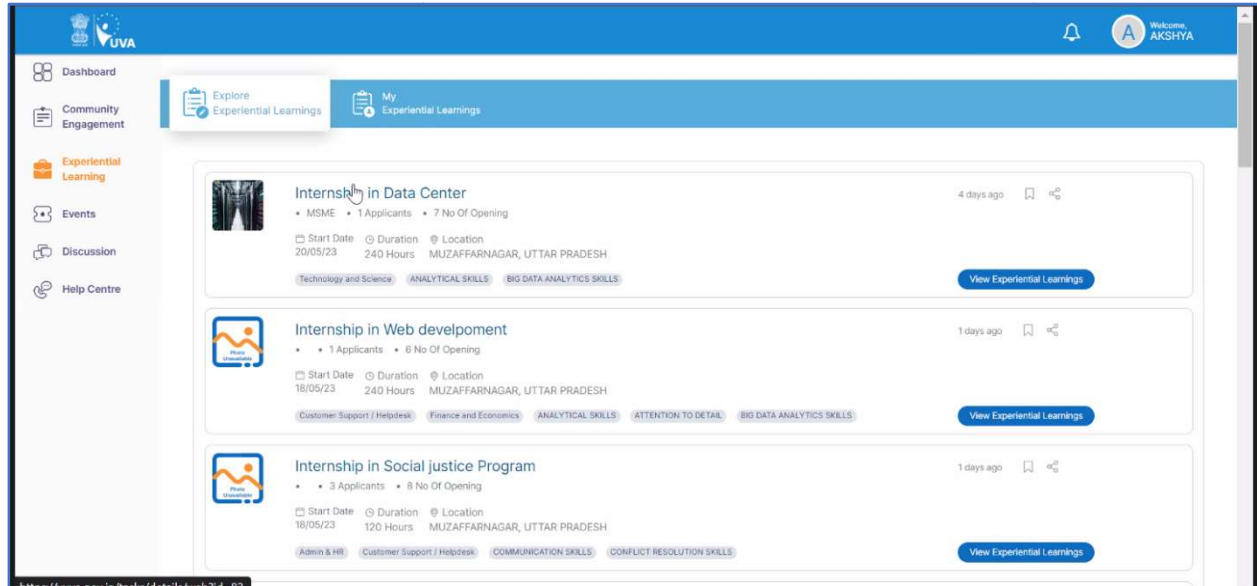 YUVA
Welcome,
A AKSHYA
Dashboard
Community
Engagement
Experiential
Learning
Events
Discussion
Help Centre
Explore
Experiential Learnings
My
Experiential Learnings
Internship in Data Center
4 days ago
• MSME • 1 Applicants • 7 No Of Opening
Start Date Duration Location
20/05/23 240 Hours MUZAFFARNAGAR, UTTAR PRADESH
Technology and Science ANALYTICAL SKILLS BIG DATA ANALYTICS SKILLS
View Experiential Learnings
Photo
Unavailable
Internship in Web develpoment
1 days ago
• • 1 Applicants • 6 No Of Opening
Start Date Duration Location
18/05/23 240 Hours MUZAFFARNAGAR, UTTAR PRADESH
Customer Support / Helpdesk Finance and Economics ANALYTICAL SKILLS ATTENTION TO DETAIL BIG DATA ANALYTICS SKILLS
View Experiential Learnings
Photo
Unavailable
Internship in Social justice Program
1 days ago
• • 3 Applicants • 8 No Of Opening
Start Date Duration Location
18/05/23 120 Hours MUZAFFARNAGAR, UTTAR PRADESH
Admin & HR Customer Support / Helpdesk COMMUNICATION SKILLS CONFLICT RESOLUTION SKILLS
View Experiential Learnings